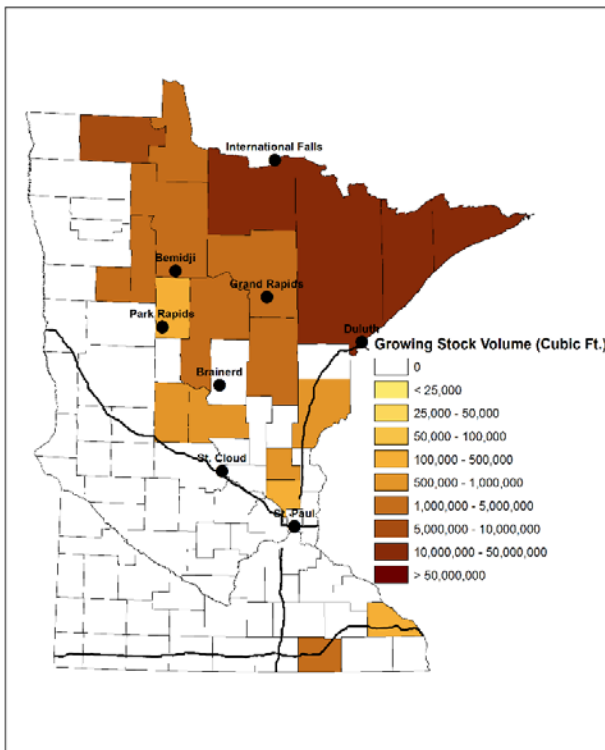 International Falls
Bemidji
Grand Rapids
Park Rapids
Duluth
Brainerd
St. Cloud
St. Paul
Growing Stock Volume (Cubic Ft.)
0
< 25,000
25,000 - 50,000
50,000 - 100,000
100,000 - 500,000
500,000 - 1,000,000
1,000,000 - 5,000,000
5,000,000 - 10,000,000
10,000,000 - 50,000,000
> 50,000,000